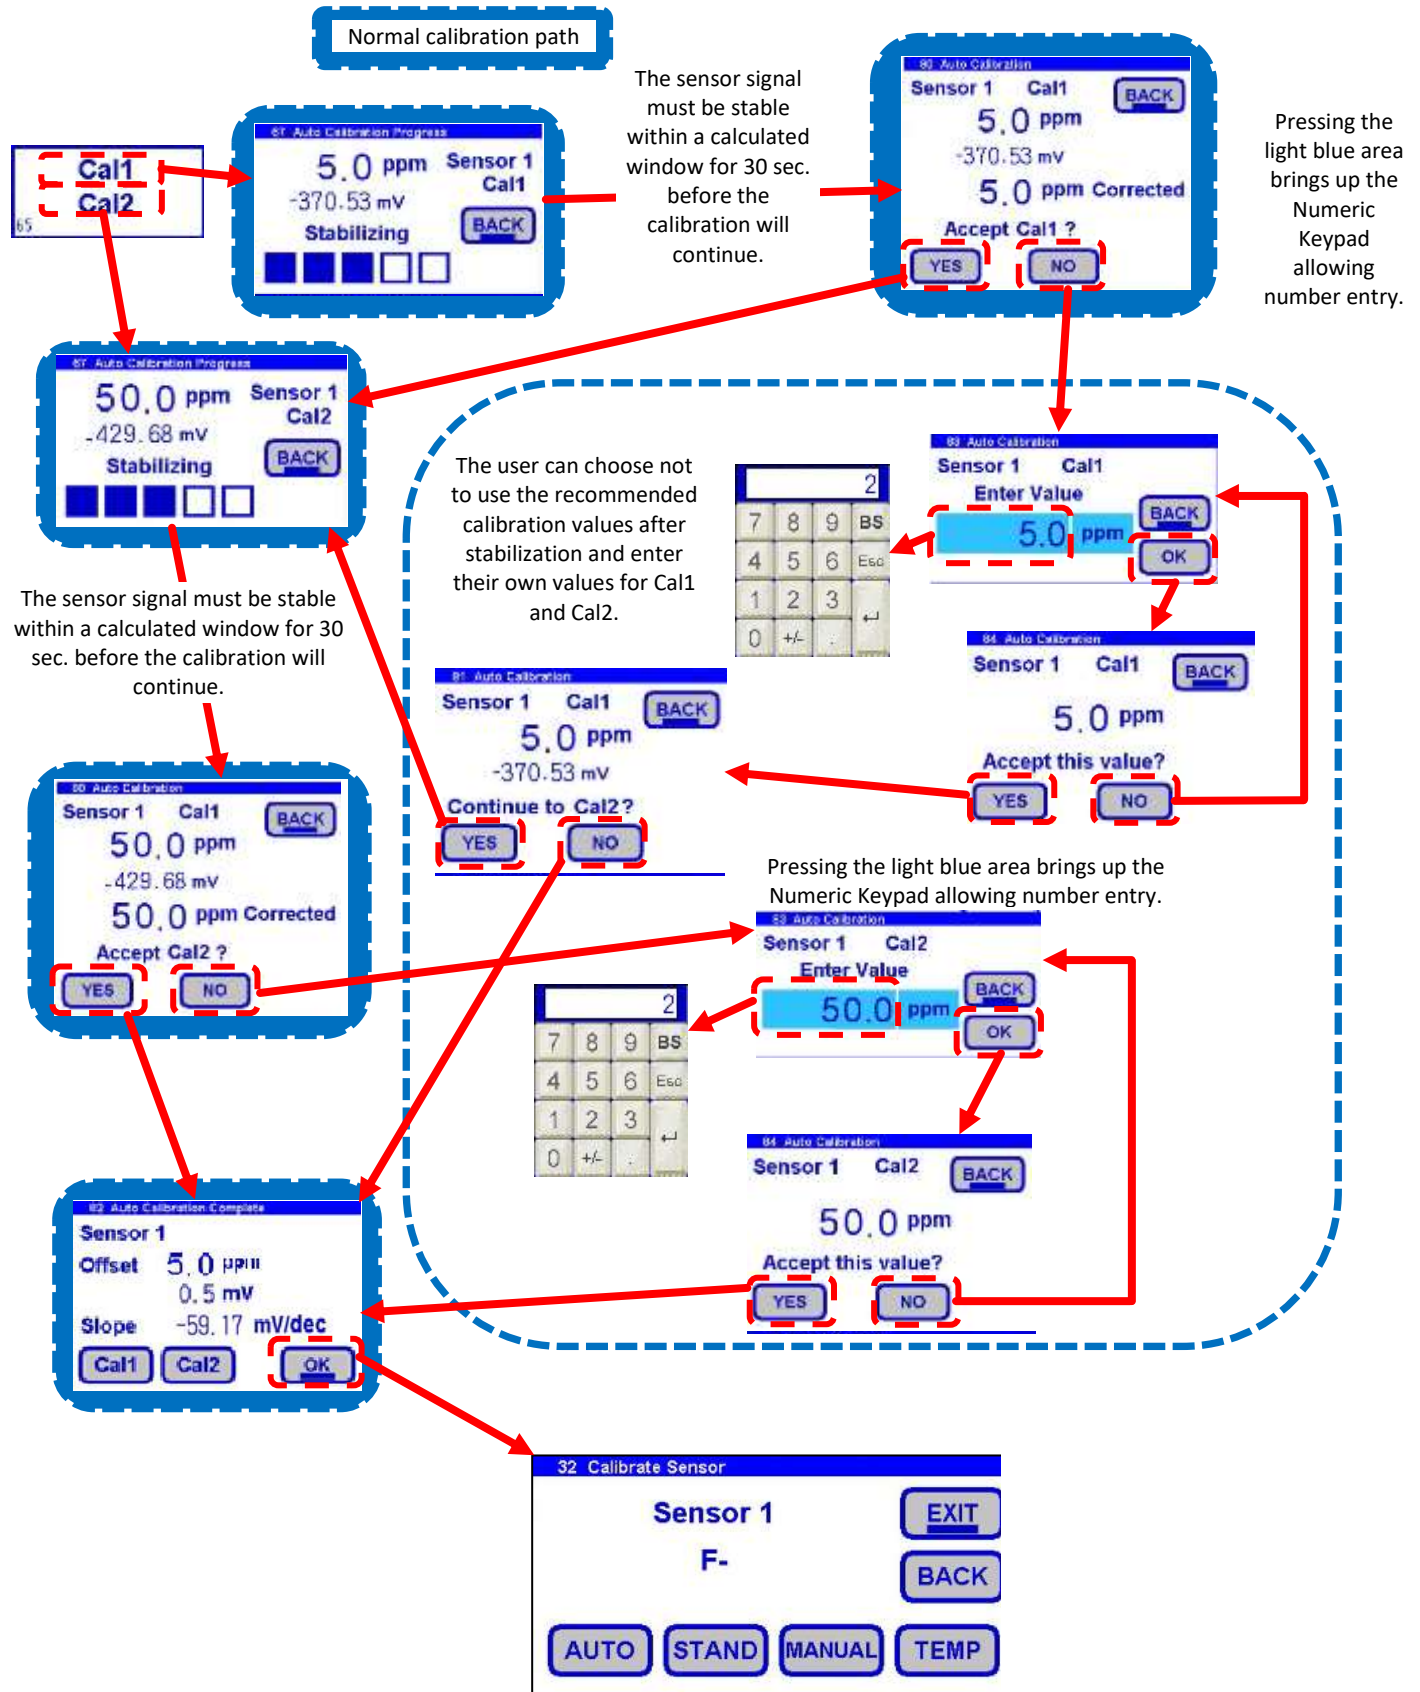 Normal calibration path
Cal1
Cal2
65
67 Auto Calibration Progress
5.0 ppm Sensor 1
Cal1
-370.53 mV
Stabilizing
BACK
The sensor signal
must be stable
within a calculated
window for 30 sec.
before the
calibration will
continue.
80 Auto Calibration
Sensor 1 Cal1
BACK
5.0 ppm
-370.53 mV
5.0 ppm Corrected
Accept Cal1 ?
YES NO
Pressing the
light blue area
brings up the
Numeric
Keypad
allowing
number entry.
67 Auto Calibration Progress
50.0 ppm Sensor 1
Cal2
-429.68 mV
Stabilizing
BACK
The sensor signal must be stable
within a calculated window for 30
sec. before the calibration will
continue.
The user can choose not
to use the recommended
calibration values after
stabilization and enter
their own values for Cal1
and Cal2.
2
7 8 9 BS
4 5 6 Esc
1 2 3
0 +/- . ↵
83 Auto Calibration
Sensor 1 Cal1
Enter Value
5.0 ppm
BACK
OK
84 Auto Calibration
Sensor 1 Cal1
BACK
5.0 ppm
Accept this value?
YES NO
81 Auto Calibration
Sensor 1 Cal1
BACK
5.0 ppm
-370.53 mV
Continue to Cal2?
YES NO
80 Auto Calibration
Sensor 1 Cal1
BACK
50.0 ppm
-429.68 mV
50.0 ppm Corrected
Accept Cal2 ?
YES NO
Pressing the light blue area brings up the
Numeric Keypad allowing number entry.
83 Auto Calibration
Sensor 1 Cal2
Enter Value
50.0 ppm
BACK
OK
2
7 8 9 BS
4 5 6 Esc
1 2 3
0 +/- . ↵
84 Auto Calibration
Sensor 1 Cal2
BACK
50.0 ppm
Accept this value?
YES NO
82 Auto Calibration Complete
Sensor 1
Offset 5.0 ppm
0.5 mV
Slope -59.17 mV/dec
Cal1 Cal2 OK
32 Calibrate Sensor
Sensor 1
EXIT
F-
BACK
AUTO STAND MANUAL TEMP